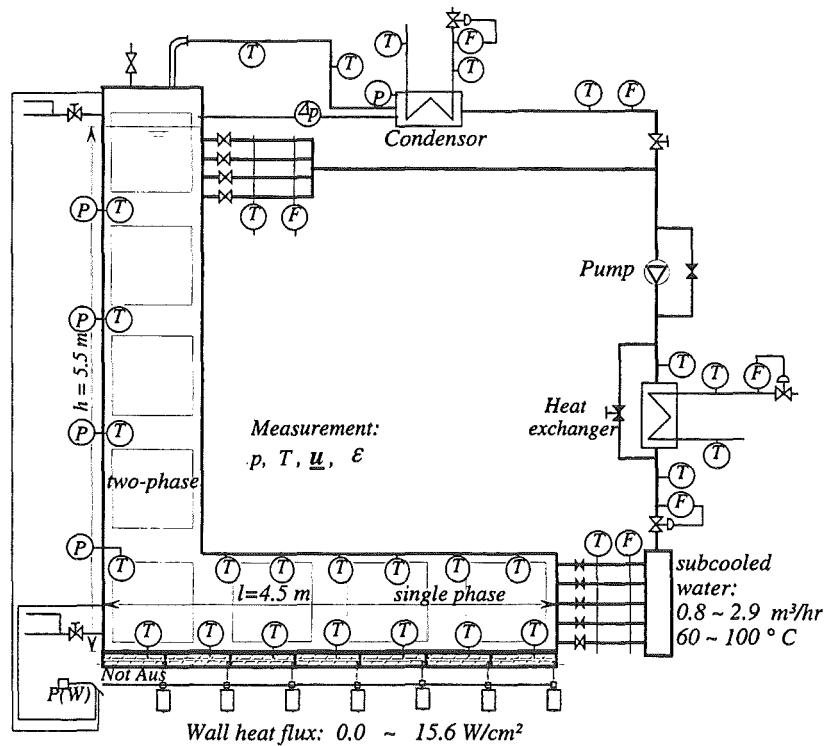 T
T
T
F
T
P
Δp
Condensor
T
F
T
F
P
T
P
T
P
T
P
T
h = 5.5 m
two-phase
Measurement:
p, T, u, ε
Pump
T
T
F
Heat
exchanger
T
T
F
T
F
T
T
T
T
T
T
l=4.5 m
single phase
T
T
T
T
T
T
T
subcooled
water:
0.8 ~ 2.9 m³/hr
60 ~ 100 ° C
Not Aus
P(W)
Wall heat flux: 0.0 ~ 15.6 W/cm²